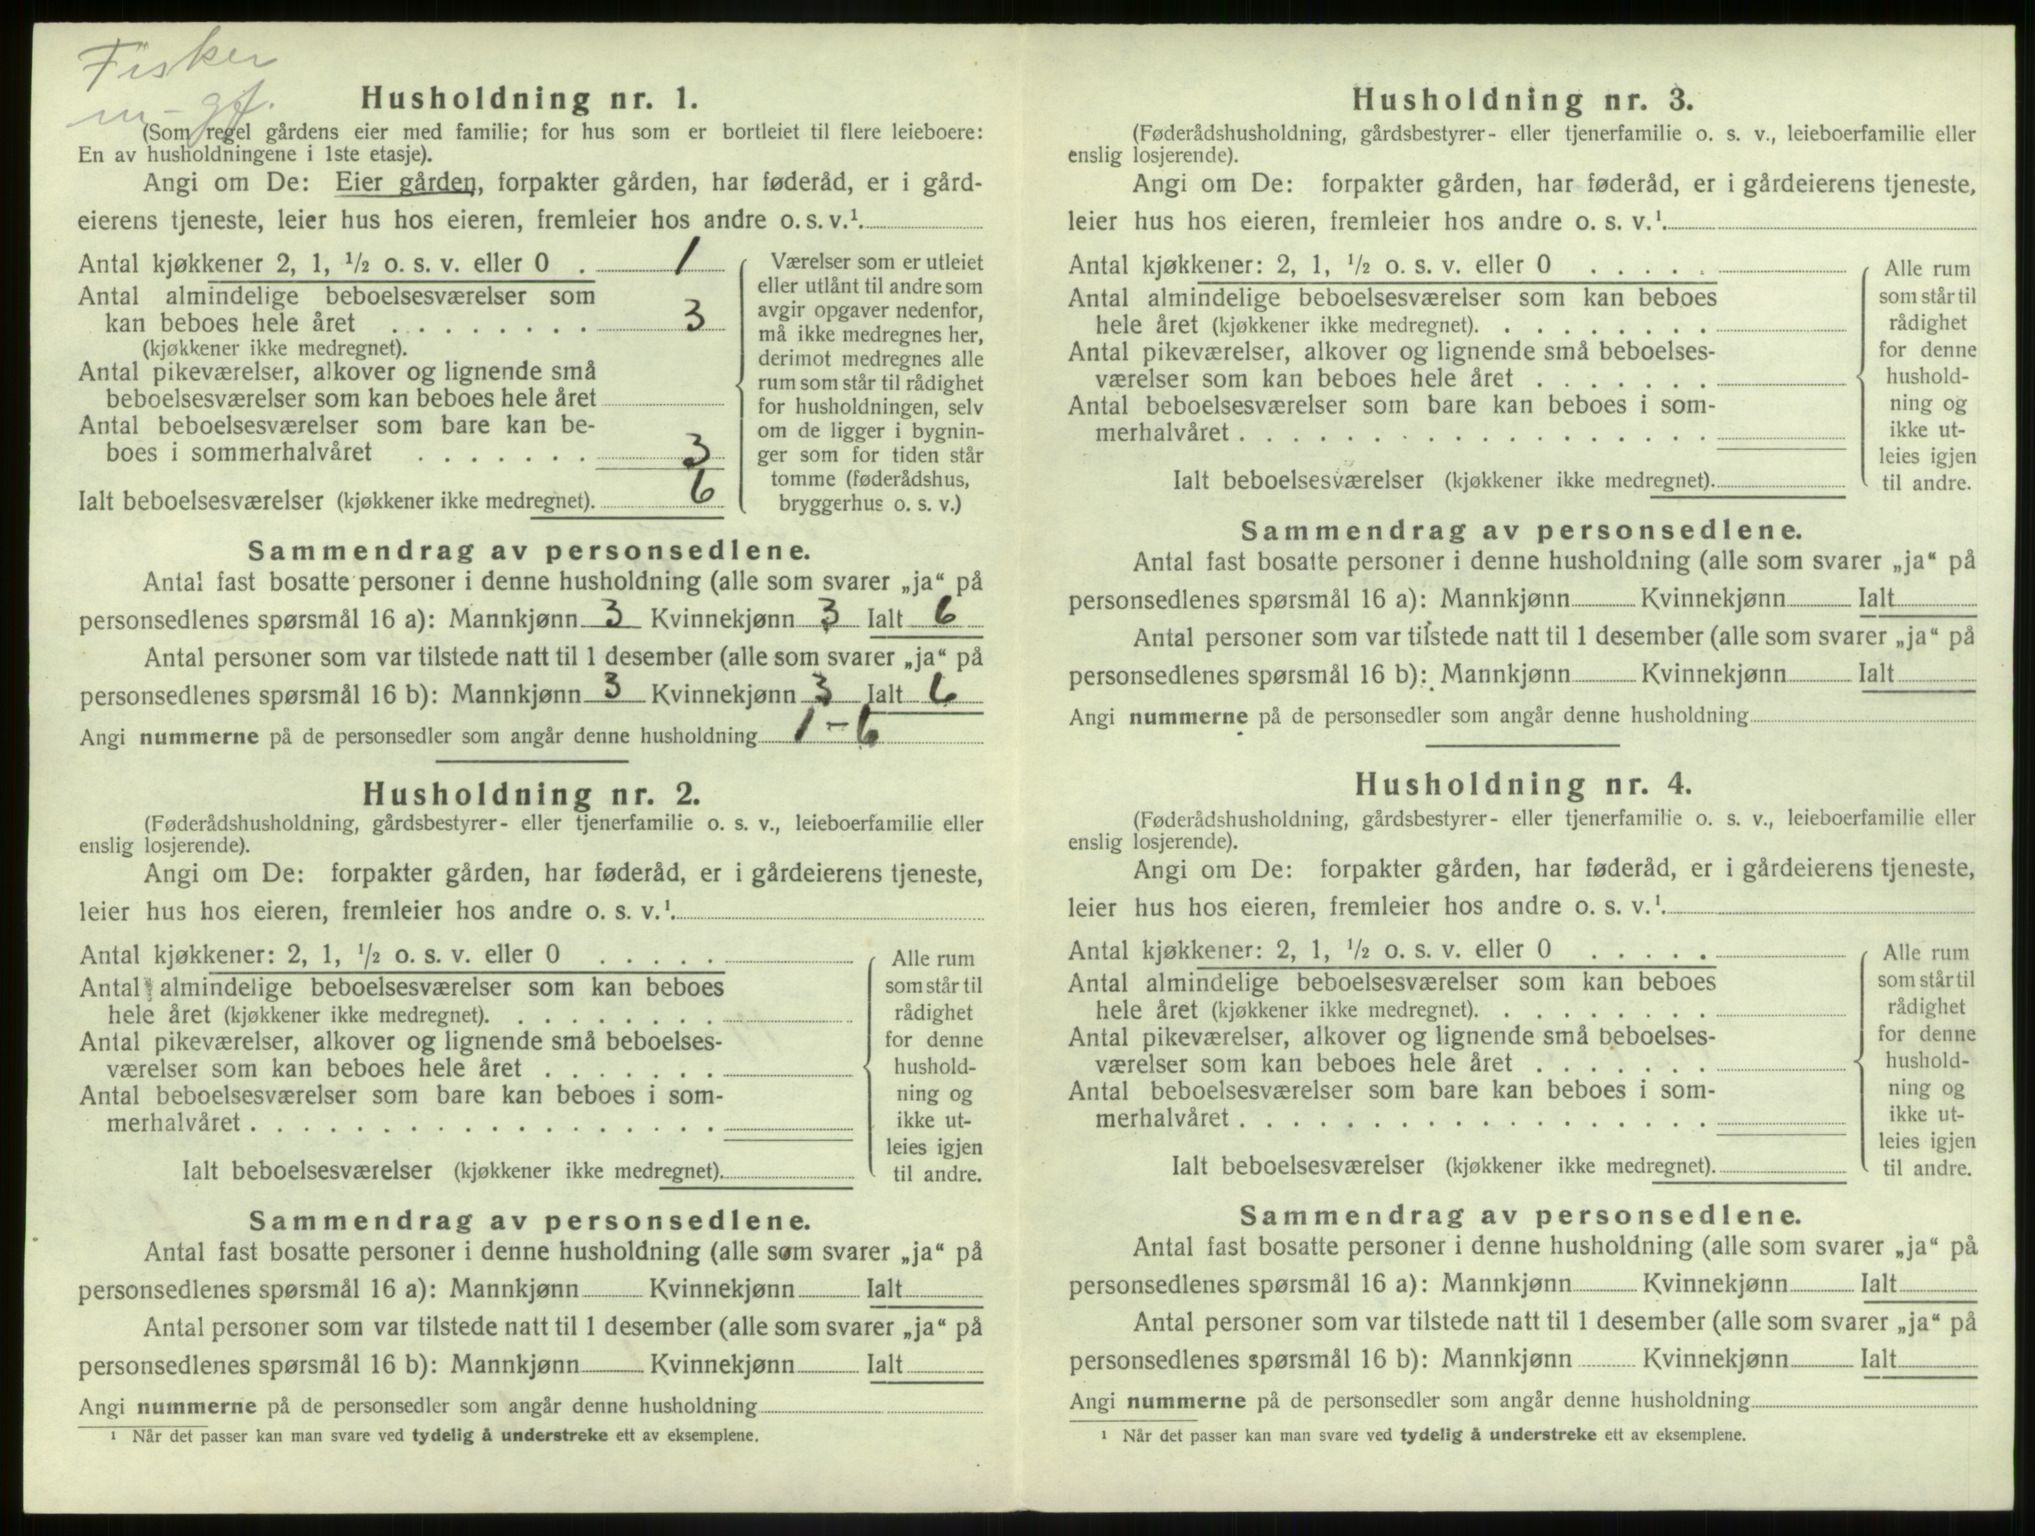 Fisker
m - gf.
Husholdning nr. 1.
(Som regel gårdens eier med familie; for hus som er bortleiet til flere leieboere:
En av husholdningene i 1ste etasje).
Angi om De: Eier gården, forpakter gården, har føderåd, er i gård-
eierens tjeneste, leier hus hos eieren, fremleier hos andre o. s. v.¹
Antal kjøkkener 2, 1, ½ o. s. v. eller 0 . 1
Antal almindelige beboelsesværelser som
kan beboes hele året . . . . . . . . 3
(kjøkkener ikke medregnet).
Antal pikeværelser, alkover og lignende små
beboelsesværelser som kan beboes hele året
Antal beboelsesværelser som bare kan be-
boes i sommerhalvåret . . . . . . . 3
Ialt beboelsesværelser (kjøkkener ikke medregnet). 6
Værelser som er utleiet
eller utlånt til andre som
avgir opgaver nedenfor,
må ikke medregnes her,
derimot medregnes alle
rum som står til rådighet
for husholdningen, selv
om de ligger i bygnin-
ger som for tiden står
tomme (føderådshus,
bryggerhus o. s. v.)
Sammendrag av personsedlene.
Antal fast bosatte personer i denne husholdning (alle som svarer „ja“ på
personsedlenes spørsmål 16 a): Mannkjønn 3 Kvinnekjønn 3 Ialt 6
Antal personer som var tilstede natt til 1 desember (alle som svarer „ja“ på
personsedlenes spørsmål 16 b): Mannkjønn 3 Kvinnekjønn 3 Ialt 6
Angi nummerne på de personsedler som angår denne husholdning 1-6
Husholdning nr. 2.
(Føderådshusholdning, gårdsbestyrer- eller tjenerfamilie o. s. v., leieboerfamilie eller
enslig losjerende).
Angi om De: forpakter gården, har føderåd, er i gårdeierens tjeneste,
leier hus hos eieren, fremleier hos andre o. s. v.¹
Antal kjøkkener: 2, 1, ½ o. s. v. eller 0 . . . . .
Antal almindelige beboelsesværelser som kan beboes
hele året (kjøkkener ikke medregnet). . . . . . . . .
Antal pikeværelser, alkover og lignende små beboelses-
værelser som kan beboes hele året . . . . . . .
Antal beboelsesværelser som bare kan beboes i som-
merhalvåret . . . . . . . . . . . . . . . . . .
Ialt beboelsesværelser (kjøkkener ikke medregnet).
Alle rum
som står til
rådighet
for denne
hushold-
ning og
ikke ut-
leies igjen
til andre.
Sammendrag av personsedlene.
Antal fast bosatte personer i denne husholdning (alle som svarer „ja“ på
personsedlenes spørsmål 16 a): Mannkjønn Kvinnekjønn Ialt
Antal personer som var tilstede natt til 1 desember (alle som svarer „ja“ på
personsedlenes spørsmål 16 b): Mannkjønn Kvinnekjønn Ialt
Angi nummerne på de personsedler som angår denne husholdning
¹ Når det passer kan man svare ved tydelig å understreke ett av eksemplene.
Husholdning nr. 3.
(Føderådshusholdning, gårdsbestyrer- eller tjenerfamilie o. s. v., leieboerfamilie eller
enslig losjerende).
Angi om De: forpakter gården, har føderåd, er i gårdeierens tjeneste,
leier hus hos eieren, fremleier hos andre o. s. v.¹
Antal kjøkkener: 2, 1, ½ o. s. v. eller 0 . . . . .
Antal almindelige beboelsesværelser som kan beboes
hele året (kjøkkener ikke medregnet). . . . . . . . .
Antal pikeværelser, alkover og lignende små beboelses-
værelser som kan beboes hele året . . . . . . .
Antal beboelsesværelser som bare kan beboes i som-
merhalvåret . . . . . . . . . . . . . . . . . .
Ialt beboelsesværelser (kjøkkener ikke medregnet).
Alle rum
som står til
rådighet
for denne
hushold-
ning og
ikke ut-
leies igjen
til andre.
Sammendrag av personsedlene.
Antal fast bosatte personer i denne husholdning (alle som svarer „ja“ på
personsedlenes spørsmål 16 a): Mannkjønn Kvinnekjønn Ialt
Antal personer som var tilstede natt til 1 desember (alle som svarer „ja“ på
personsedlenes spørsmål 16 b): Mannkjønn Kvinnekjønn Ialt
Angi nummerne på de personsedler som angår denne husholdning
Husholdning nr. 4.
(Føderådshusholdning, gårdsbestyrer- eller tjenerfamilie o. s. v., leieboerfamilie eller
enslig losjerende).
Angi om De: forpakter gården, har føderåd, er i gårdeierens tjeneste,
leier hus hos eieren, fremleier hos andre o. s. v.¹
Antal kjøkkener: 2, 1, ½ o. s. v. eller 0 . . . . .
Antal almindelige beboelsesværelser som kan beboes
hele året (kjøkkener ikke medregnet). . . . . . . . .
Antal pikeværelser, alkover og lignende små beboelses-
værelser som kan beboes hele året . . . . . . .
Antal beboelsesværelser som bare kan beboes i som-
merhalvåret . . . . . . . . . . . . . . . . . .
Ialt beboelsesværelser (kjøkkener ikke medregnet).
Alle rum
som står til
rådighet
for denne
hushold-
ning og
ikke ut-
leies igjen
til andre.
Sammendrag av personsedlene.
Antal fast bosatte personer i denne husholdning (alle som svarer „ja“ på
personsedlenes spørsmål 16 a): Mannkjønn Kvinnekjønn Ialt
Antal personer som var tilstede natt til 1 desember (alle som svarer „ja“ på
personsedlenes spørsmål 16 b): Mannkjønn Kvinnekjønn Ialt
Angi nummerne på de personsedler som angår denne husholdning
¹ Når det passer kan man svare ved tydelig å understreke ett av eksemplene.